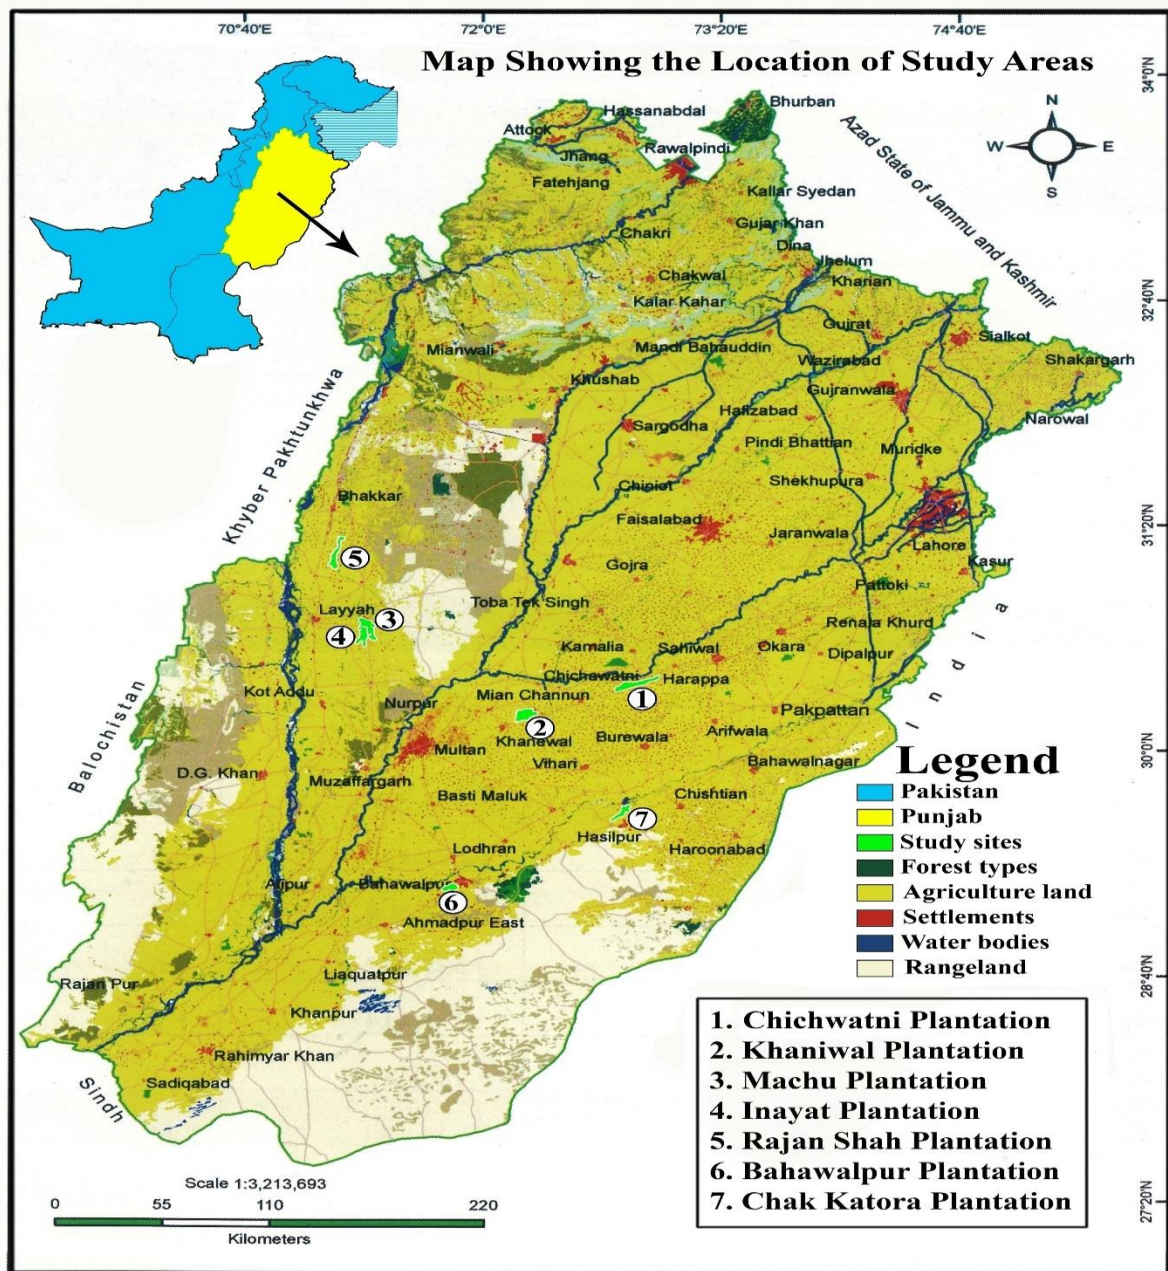 70°40'E
72°0'E
73°20'E
74°40'E
Map Showing the Location of Study Areas
34°0'N
N
W
E
S
Azad State of Jammu and Kashmir
Bhurban
Hassanabdal
Attock
Rawalpindi
Jhang
Fatehjang
Kallar Syedan
Gujar Khan
Chakri
Dina
Jhelum
Chakwal
Kharian
Kalar Kahar
32°40'N
Gujrat
Sialkot
Mandi Bahauddin
Mianwali
Wazirabad
Shakargarh
Khushab
Gujranwala
Khyber Pakhtunkhwa
Hafizabad
Narowal
Sargodha
Pindi Bhattian
Muridke
Shekhupura
Chiniot
Bhakkar
31°20'N
Faisalabad
Jaranwala
Lahore
5
Gojra
Kasur
Pattoki
Layyah
3
Toba Tek Singh
Renala Khurd
4
Kamalia
Sahiwal
Okara
Dipalpur
India
Chichawatni
Harappa
Kot Addu
Mian Channun
1
Nurpur
Pakpattan
2
Balochistan
Khanewal
Burewala
Arifwala
Multan
30°0'N
Vihari
Bahawalnagar
D.G. Khan
Muzaffargarh
Legend
Basti Maluk
Chishtian
Pakistan
Punjab
Study sites
Forest types
Agriculture land
Settlements
Water bodies
Rangeland
7
Hasilpur
Haroonabad
Lodhran
Alipur
Bahawalpur
6
Ahmadpur East
Liaquatpur
28°40'N
Rajan Pur
Khanpur
Rahimyar Khan
Sadiqabad
Sindh
1. Chichwatni Plantation
2. Khaniwal Plantation
3. Machu Plantation
4. Inayat Plantation
5. Rajan Shah Plantation
6. Bahawalpur Plantation
7. Chak Katora Plantation
27°20'N
Scale 1:3,213,693
0
55
110
220
Kilometers